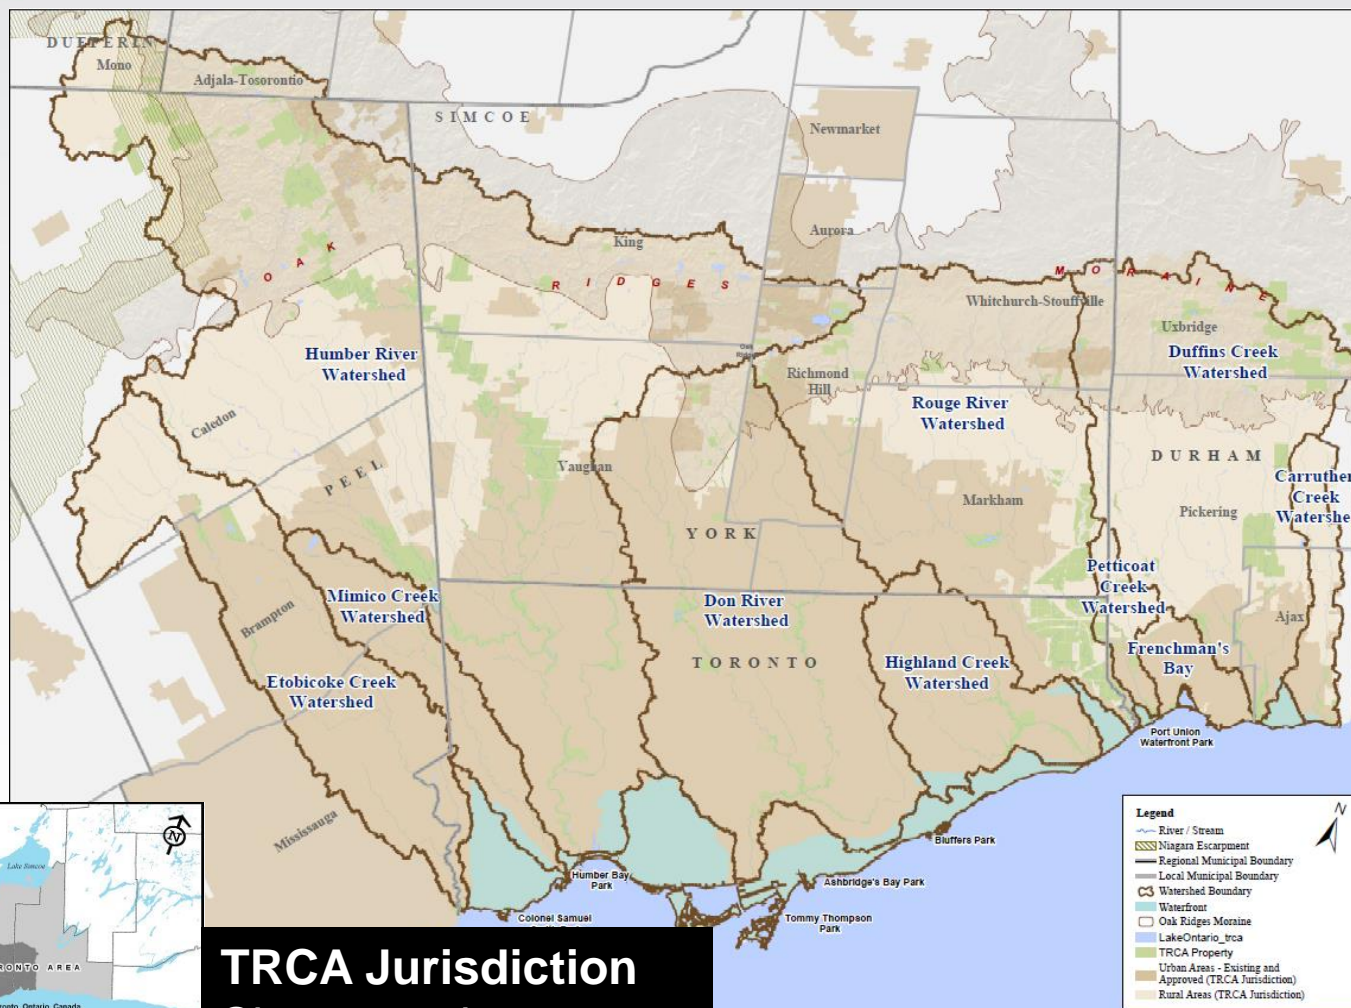 DUFFERIN
Mono
Adjala-Tosorontio
SIMCOE
Newmarket
Aurora
King
OAK
RIDGES
MORAINE
Whitchurch-Stouffville
Uxbridge
Humber River
Watershed
Oak
Ridges
Richmond
Hill
Duffins Creek
Watershed
Rouge River
Watershed
Caledon
PEEL
Vaughan
DURHAM
Markham
Pickering
Carruther
Creek
Watershe
YORK
Petticoat
Creek
Watershed
Mimico Creek
Watershed
Brampton
Don River
Watershed
Ajax
TORONTO
Highland Creek
Watershed
Frenchman's
Bay
Etobicoke Creek
Watershed
Port Union
Waterfront Park
Mississauga
Bluffers Park
Humber Bay
Park
Ashbridge's Bay Park
Colonel Samuel
Tommy Thompson
Park
Legend
N
River / Stream
Niagara Escarpment
Regional Municipal Boundary
Local Municipal Boundary
Watershed Boundary
Waterfront
Oak Ridges Moraine
LakeOntario_trca
TRCA Property
Urban Areas - Existing and
Approved (TRCA Jurisdiction)
Rural Areas (TRCA Jurisdiction)
N
Lake Simcoe
RONTO AREA
Ontario, Canada
TRCA Jurisdiction